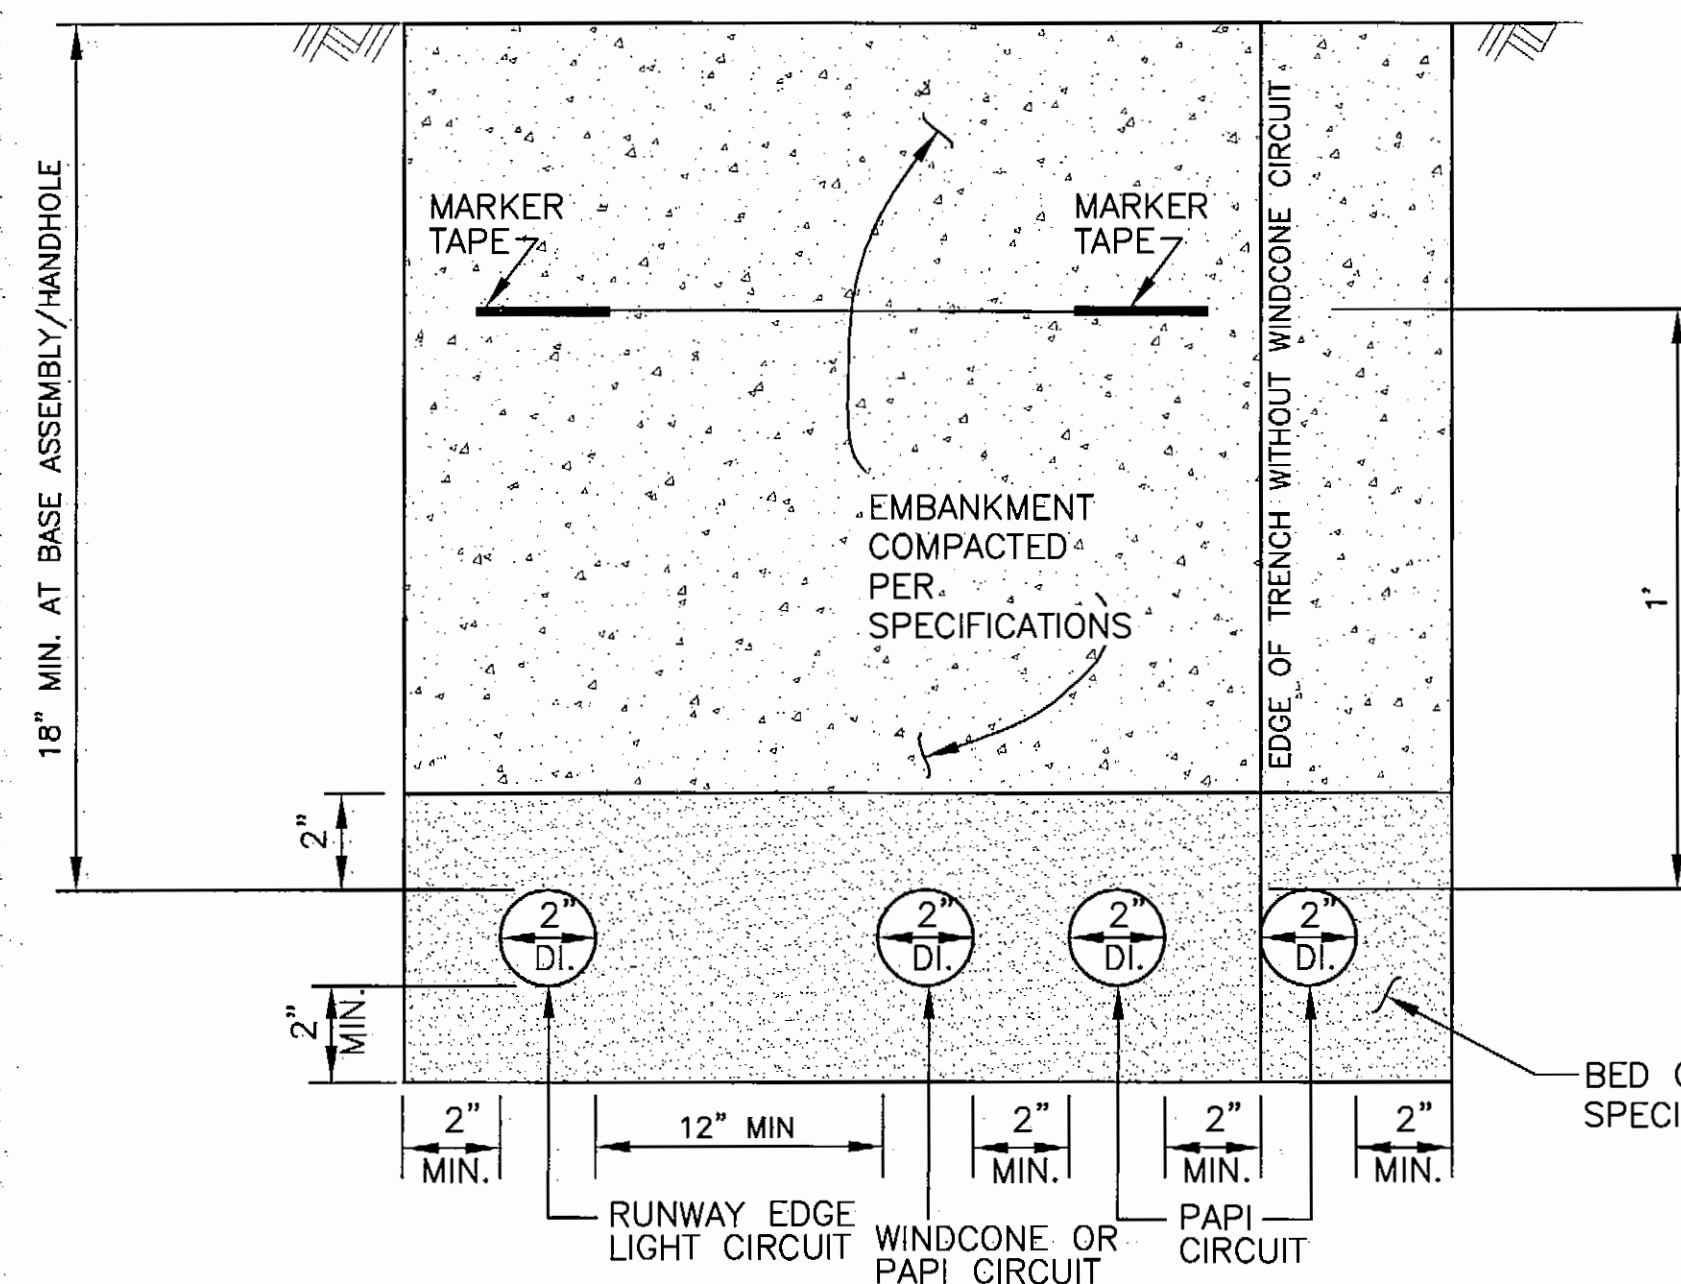 18" MIN. AT BASE ASSEMBLY/HANDHOLE
MARKER
TAPE
MARKER
TAPE
EDGE OF TRENCH WITHOUT WINDCONE CIRCUIT
EMBANKMENT
COMPACTED
PER
SPECIFICATIONS
1'
2"
2"
MIN.
2"
DI.
2"
DI.
2"
DI.
2"
DI.
2"
MIN.
12" MIN
2"
MIN.
2"
MIN.
2"
MIN.
BED
SPECI
RUNWAY EDGE
LIGHT CIRCUIT
WINDCONE OR
PAPI CIRCUIT
PAPI
CIRCUIT